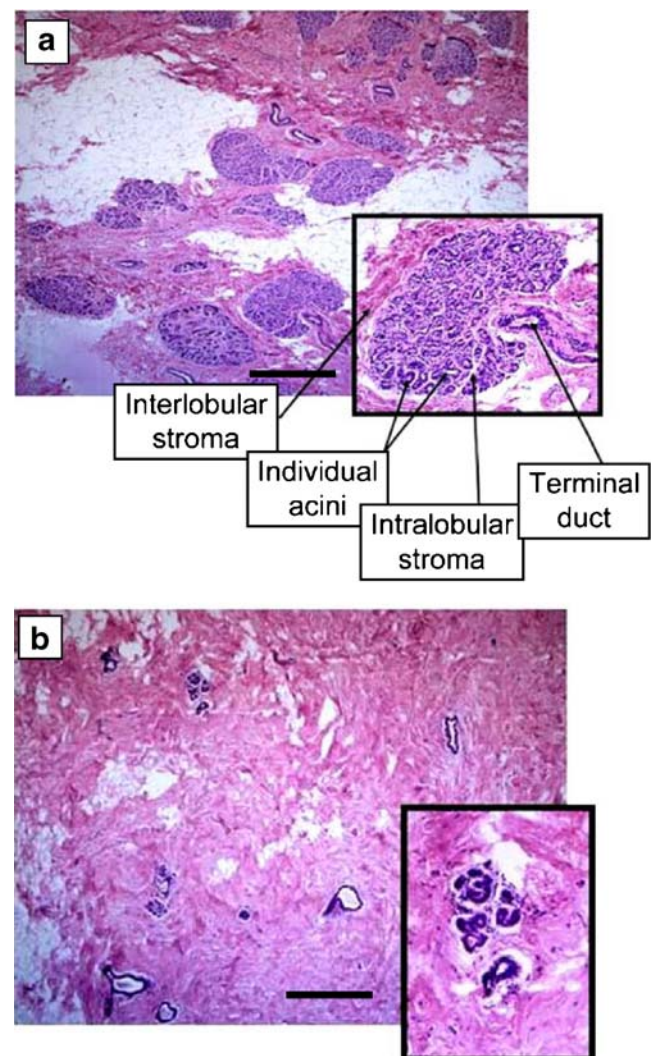 a
Interlobular
stroma
Individual
acini
Intralobular
stroma
Terminal
duct
b